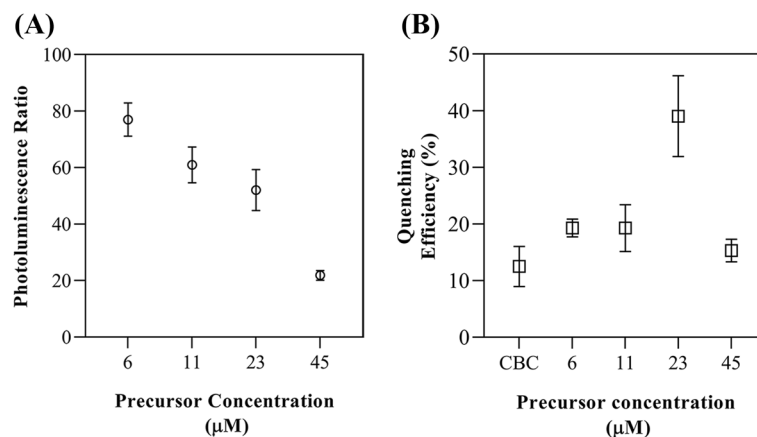 (A)
Photoluminescence Ratio
100
80
60
40
20
0
6 11 23 45
Precursor Concentration
(μM)
(B)
Quenching
Efficiency (%)
50
40
30
20
10
0
CBC 6 11 23 45
Precursor concentration
(μM)